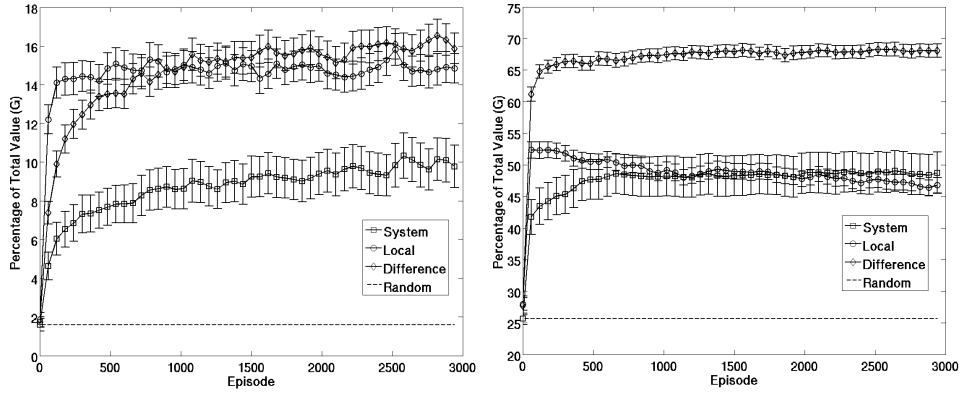 18
16
14
12
10
8
6
4
2
0
Percentage of Total Value (G)
System
Local
Difference
Random
0 500 1000 1500 2000 2500 3000
Episode
75
70
65
60
55
50
45
40
35
30
25
20
Percentage of Total Value (G)
System
Local
Difference
Random
0 500 1000 1500 2000 2500 3000
Episode